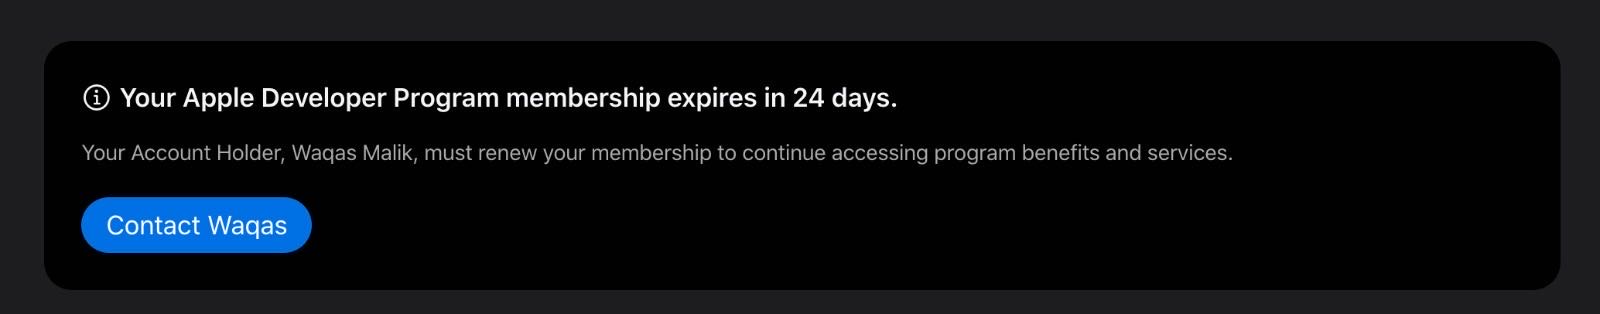 Your Apple Developer Program membership expires in 24 days.
Your Account Holder, Waqas Malik, must renew your membership to continue accessing program benefits and services.
Contact Waqas